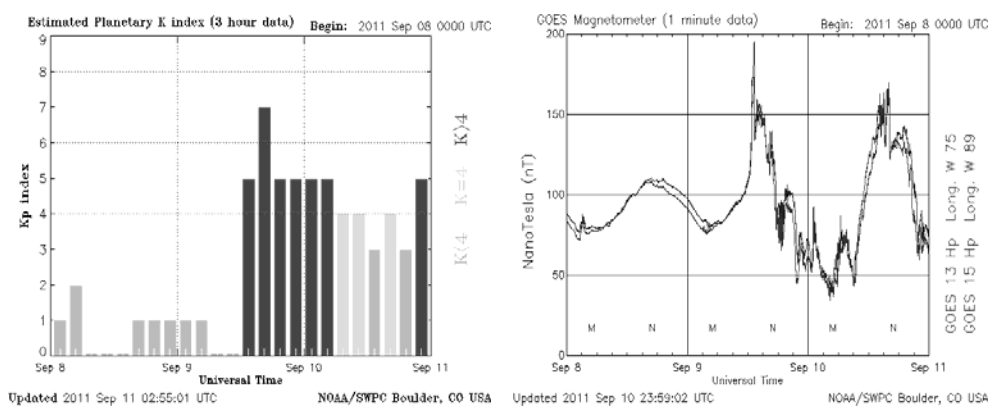 Estimated Planetary K index (3 hour data) Begin: 2011 Sep 08 0000 UTC
9
8
7
6
5
4
3
2
1
0
Kp index
K<4 K=4 K>4
Sep 8 Sep 9 Sep 10 Sep 11
Universal Time
Updated 2011 Sep 11 02:55:01 UTC NOAA/SWPC Boulder, CO USA
GOES Magnetometer (1 minute data) Begin: 2011 Sep 8 0000 UTC
200
150
100
50
0
NanoTesla (nT)
M N M N M N
GOES 13 Hp Long. W 75
GOES 15 Hp Long. W 89
Sep 8 Sep 9 Sep 10 Sep 11
Universal Time
Updated 2011 Sep 10 23:59:02 UTC NOAA/SWPC Boulder, CO USA